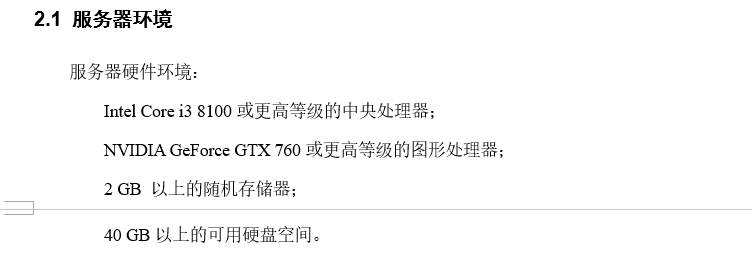 2.1 服务器环境
服务器硬件环境：
Intel Core i3 8100 或更高等级的中央处理器；
NVIDIA GeForce GTX 760 或更高等级的图形处理器；
2 GB 以上的随机存储器；
40 GB 以上的可用硬盘空间。